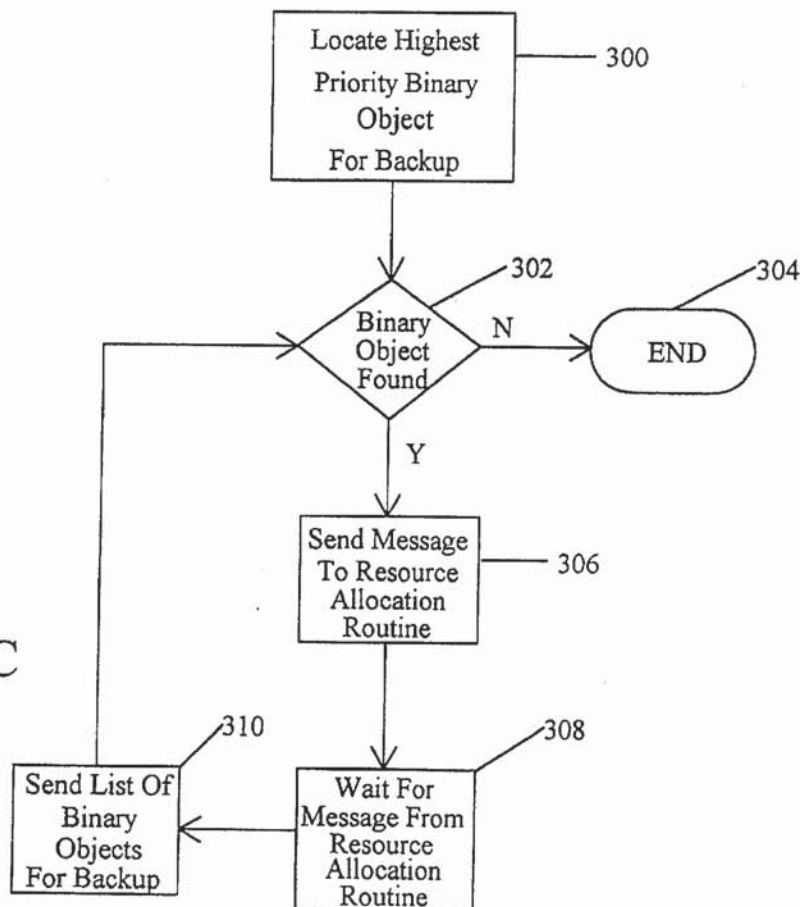 Locate Highest
Priority Binary
Object
For Backup
300
302
304
Binary
Object
Found
N
END
Y
Send Message
To Resource
Allocation
Routine
306
C
310
308
Send List Of
Binary
Objects
For Backup
Wait For
Message From
Resource
Allocation
Routine